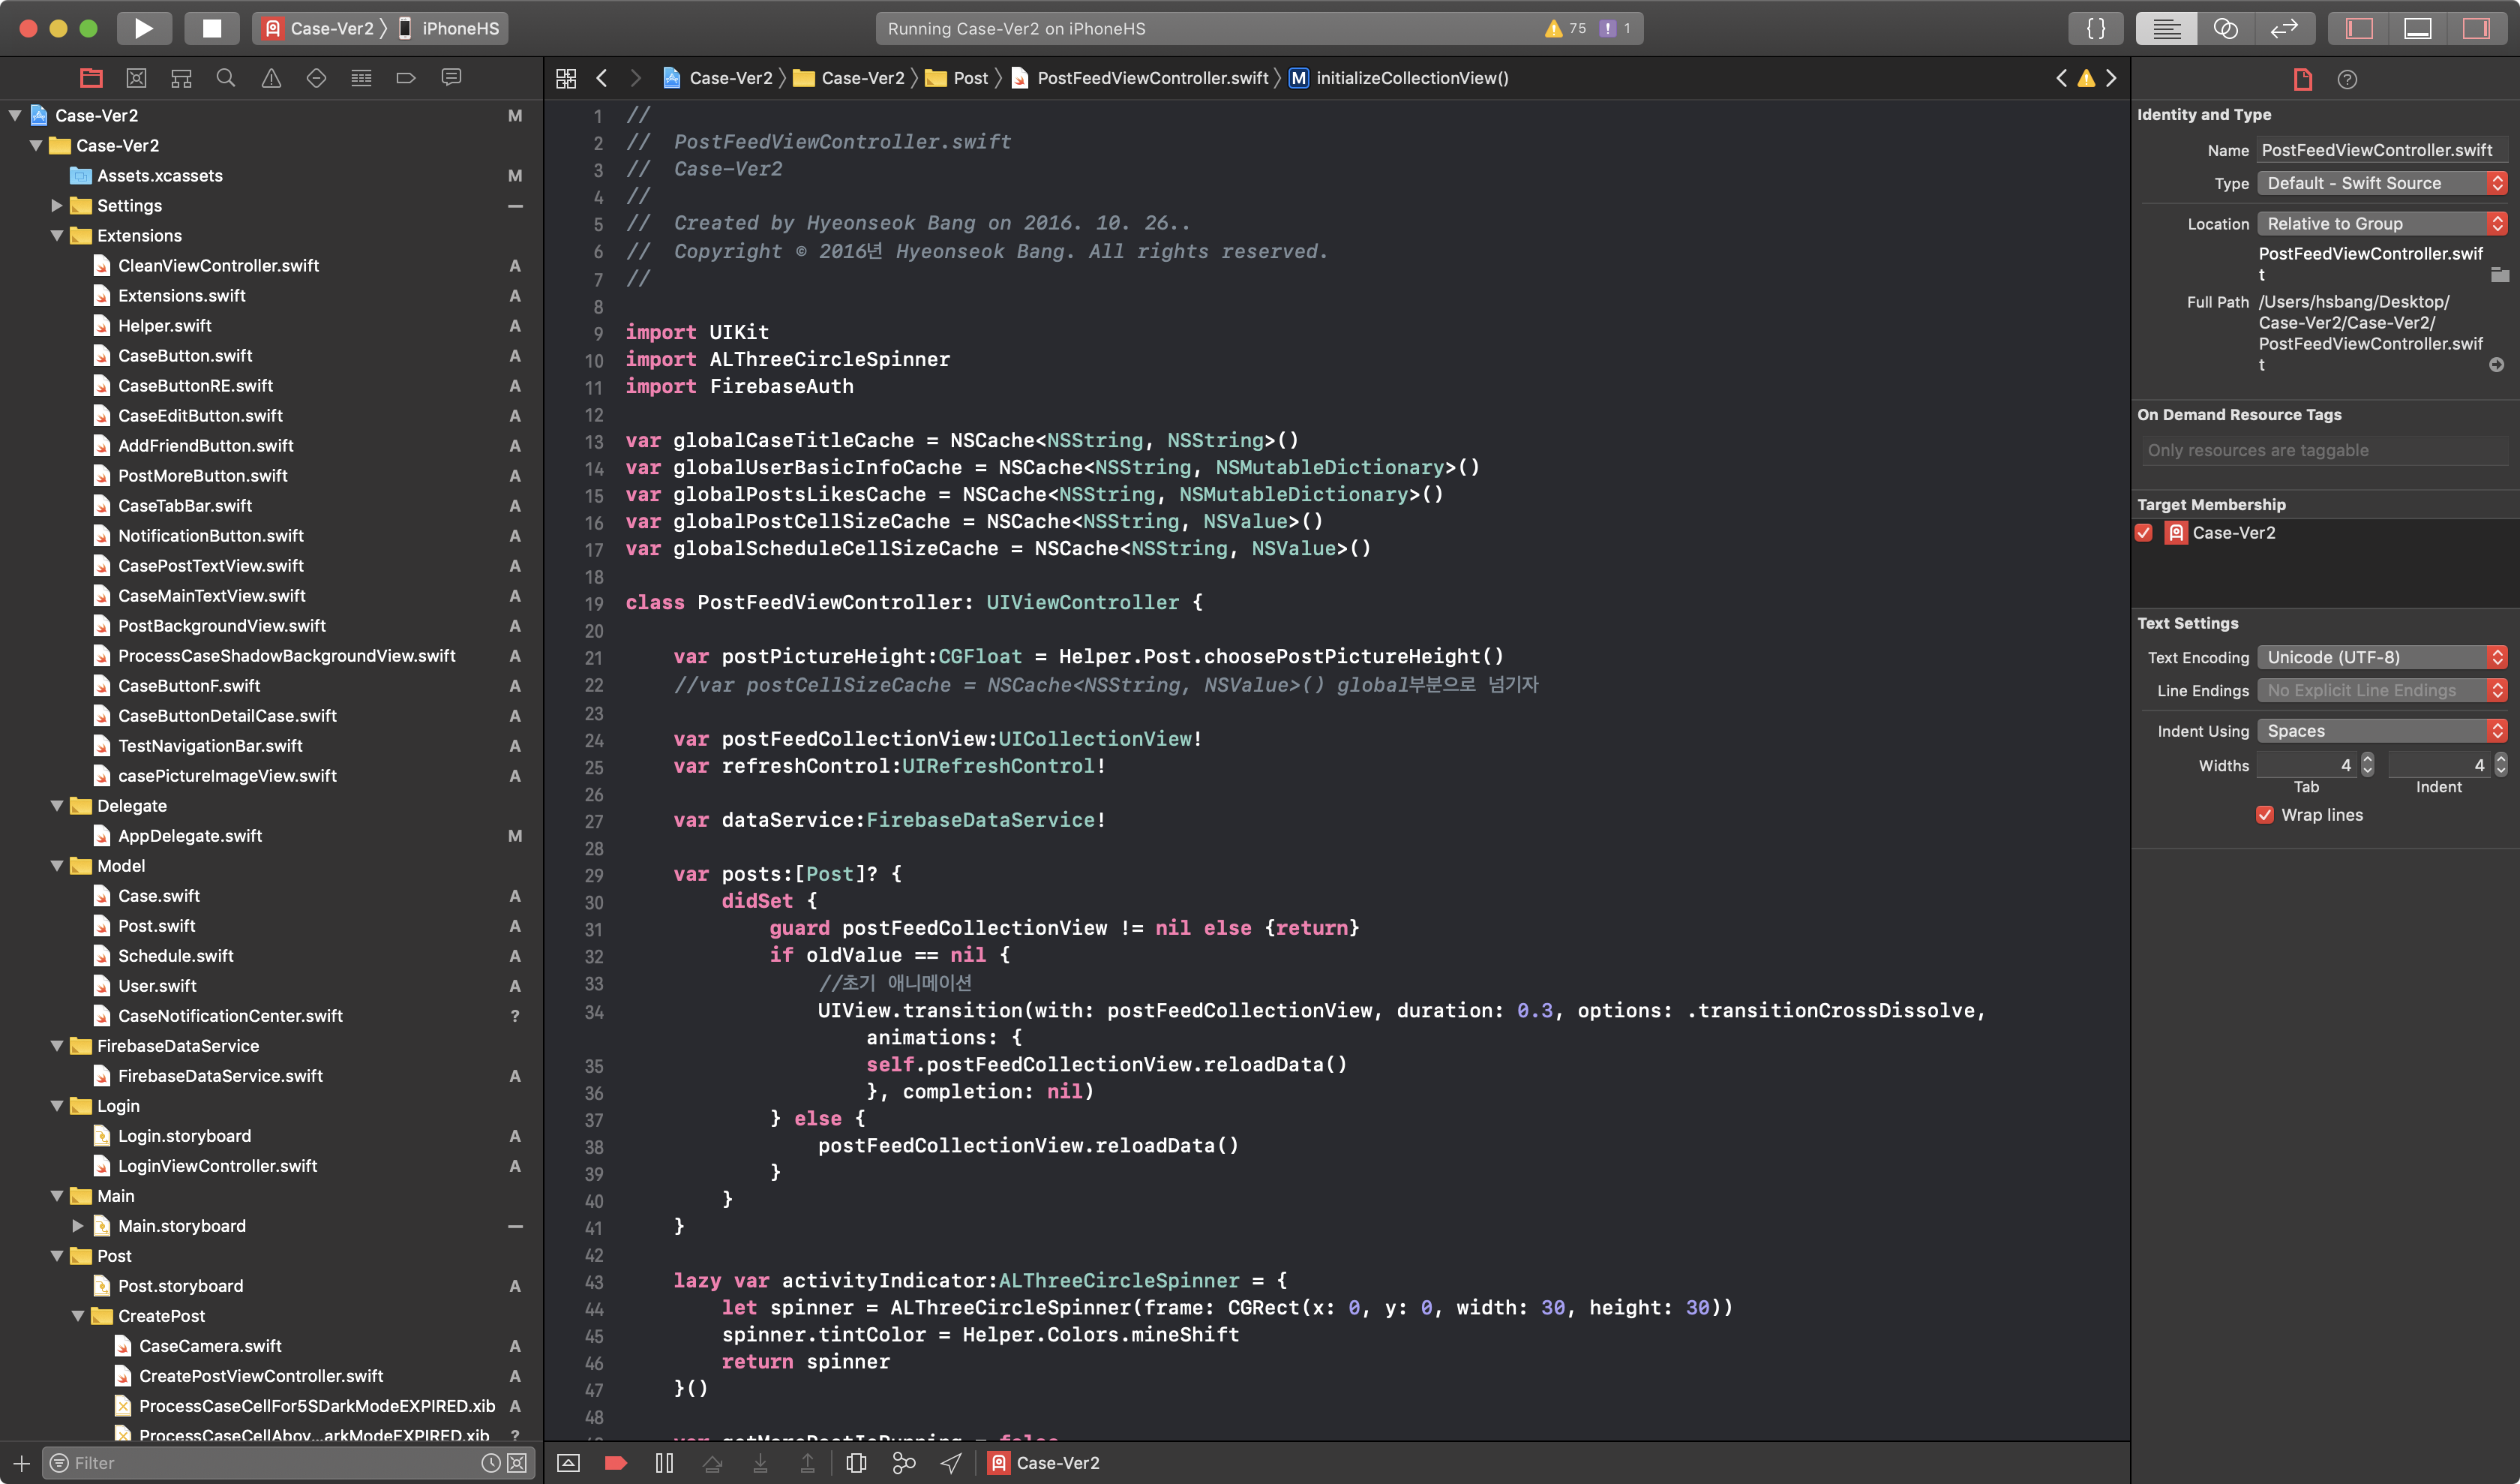 Case-Ver2 〉 iPhoneHS
Running Case-Ver2 on iPhoneHS
75
1
{ }
Case-Ver2 M
Case-Ver2
Assets.xcassets M
Settings
Extensions
CleanViewController.swift A
Extensions.swift A
Helper.swift A
CaseButton.swift A
CaseButtonRE.swift A
CaseEditButton.swift A
AddFriendButton.swift A
PostMoreButton.swift A
CaseTabBar.swift A
NotificationButton.swift A
CasePostTextView.swift A
CaseMainTextView.swift A
PostBackgroundView.swift A
ProcessCaseShadowBackgroundView.swift A
CaseButtonF.swift A
CaseButtonDetailCase.swift A
TestNavigationBar.swift A
casePictureImageView.swift A
Delegate
AppDelegate.swift M
Model
Case.swift A
Post.swift A
Schedule.swift A
User.swift A
CaseNotificationCenter.swift ?
FirebaseDataService
FirebaseDataService.swift A
Login
Login.storyboard A
LoginViewController.swift A
Main
Main.storyboard
Post
Post.storyboard A
CreatePost
CaseCamera.swift A
CreatePostViewController.swift A
ProcessCaseCellFor5SDarkModeEXPIRED.xib A
ProcessCaseCellAbov...arkModeEXPIRED.xib ?
Filter
Case-Ver2 〉 Case-Ver2 〉 Post 〉 PostFeedViewController.swift 〉 M initializeCollectionView()
1 //
2 //  PostFeedViewController.swift
3 //  Case-Ver2
4 //
5 //  Created by Hyeonseok Bang on 2016. 10. 26..
6 //  Copyright © 2016년 Hyeonseok Bang. All rights reserved.
7 //
8
9 import UIKit
10 import ALThreeCircleSpinner
11 import FirebaseAuth
12
13 var globalCaseTitleCache = NSCache<NSString, NSString>()
14 var globalUserBasicInfoCache = NSCache<NSString, NSMutableDictionary>()
15 var globalPostsLikesCache = NSCache<NSString, NSMutableDictionary>()
16 var globalPostCellSizeCache = NSCache<NSString, NSValue>()
17 var globalScheduleCellSizeCache = NSCache<NSString, NSValue>()
18
19 class PostFeedViewController: UIViewController {
20
21     var postPictureHeight:CGFloat = Helper.Post.choosePostPictureHeight()
22     //var postCellSizeCache = NSCache<NSString, NSValue>() global부분으로 넘기자
23
24     var postFeedCollectionView:UICollectionView!
25     var refreshControl:UIRefreshControl!
26
27     var dataService:FirebaseDataService!
28
29     var posts:[Post]? {
30         didSet {
31             guard postFeedCollectionView != nil else {return}
32             if oldValue == nil {
33                 //초기 애니메이션
34                 UIView.transition(with: postFeedCollectionView, duration: 0.3, options: .transitionCrossDissolve,
                    animations: {
35                     self.postFeedCollectionView.reloadData()
36                     }, completion: nil)
37             } else {
38                 postFeedCollectionView.reloadData()
39             }
40         }
41     }
42
43     lazy var activityIndicator:ALThreeCircleSpinner = {
44         let spinner = ALThreeCircleSpinner(frame: CGRect(x: 0, y: 0, width: 30, height: 30))
45         spinner.tintColor = Helper.Colors.mineShift
46         return spinner
47     }()
48
var getMorePostIsRunning = false
Case-Ver2
Identity and Type
Name PostFeedViewController.swift
Type Default - Swift Source
Location Relative to Group
PostFeedViewController.swif
t
Full Path /Users/hsbang/Desktop/
Case-Ver2/Case-Ver2/
PostFeedViewController.swif
t
On Demand Resource Tags
Only resources are taggable
Target Membership
Case-Ver2
Text Settings
Text Encoding Unicode (UTF-8)
Line Endings No Explicit Line Endings
Indent Using Spaces
Widths 4 4
Tab Indent
Wrap lines